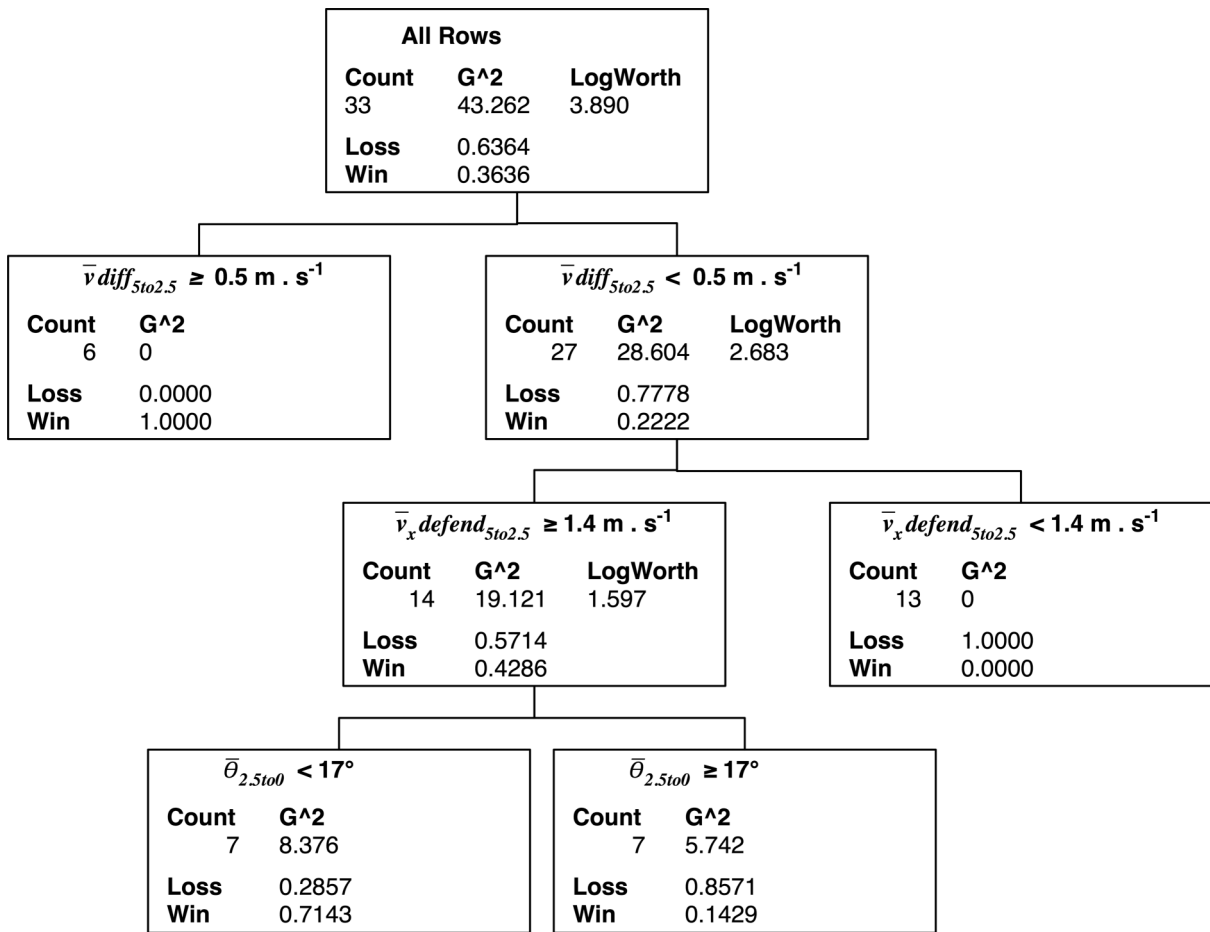 All Rows
Count G^2 LogWorth
33 43.262 3.890
Loss 0.6364
Win 0.3636
v̅diff5to2.5 ≥ 0.5 m . s-1
Count G^2
6 0
Loss 0.0000
Win 1.0000
v̅diff5to2.5 < 0.5 m . s-1
Count G^2 LogWorth
27 28.604 2.683
Loss 0.7778
Win 0.2222
v̅xdefend5to2.5 ≥ 1.4 m . s-1
Count G^2 LogWorth
14 19.121 1.597
Loss 0.5714
Win 0.4286
v̅xdefend5to2.5 < 1.4 m . s-1
Count G^2
13 0
Loss 1.0000
Win 0.0000
θ̅2.5to0 < 17°
Count G^2
7 8.376
Loss 0.2857
Win 0.7143
θ̅2.5to0 ≥ 17°
Count G^2
7 5.742
Loss 0.8571
Win 0.1429